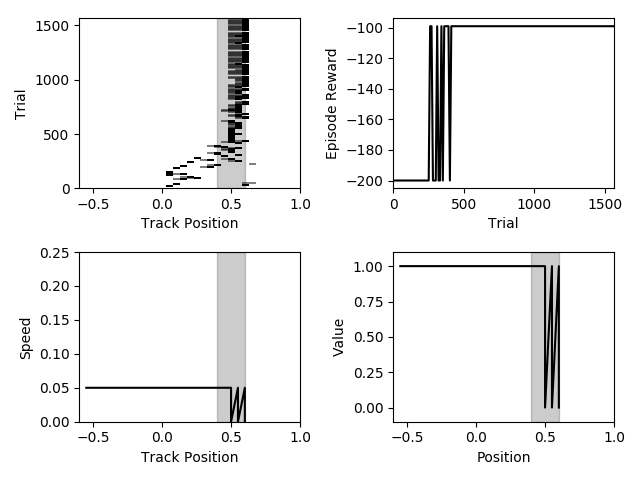 1500
1000
500
0
Trial
−0.5 0.0 0.5 1.0
Track Position
−100
−120
−140
−160
−180
−200
Episode Reward
0 500 1000 1500
Trial
0.25
0.20
0.15
0.10
0.05
0.00
Speed
−0.5 0.0 0.5 1.0
Track Position
1.00
0.75
0.50
0.25
0.00
Value
−0.5 0.0 0.5 1.0
Position